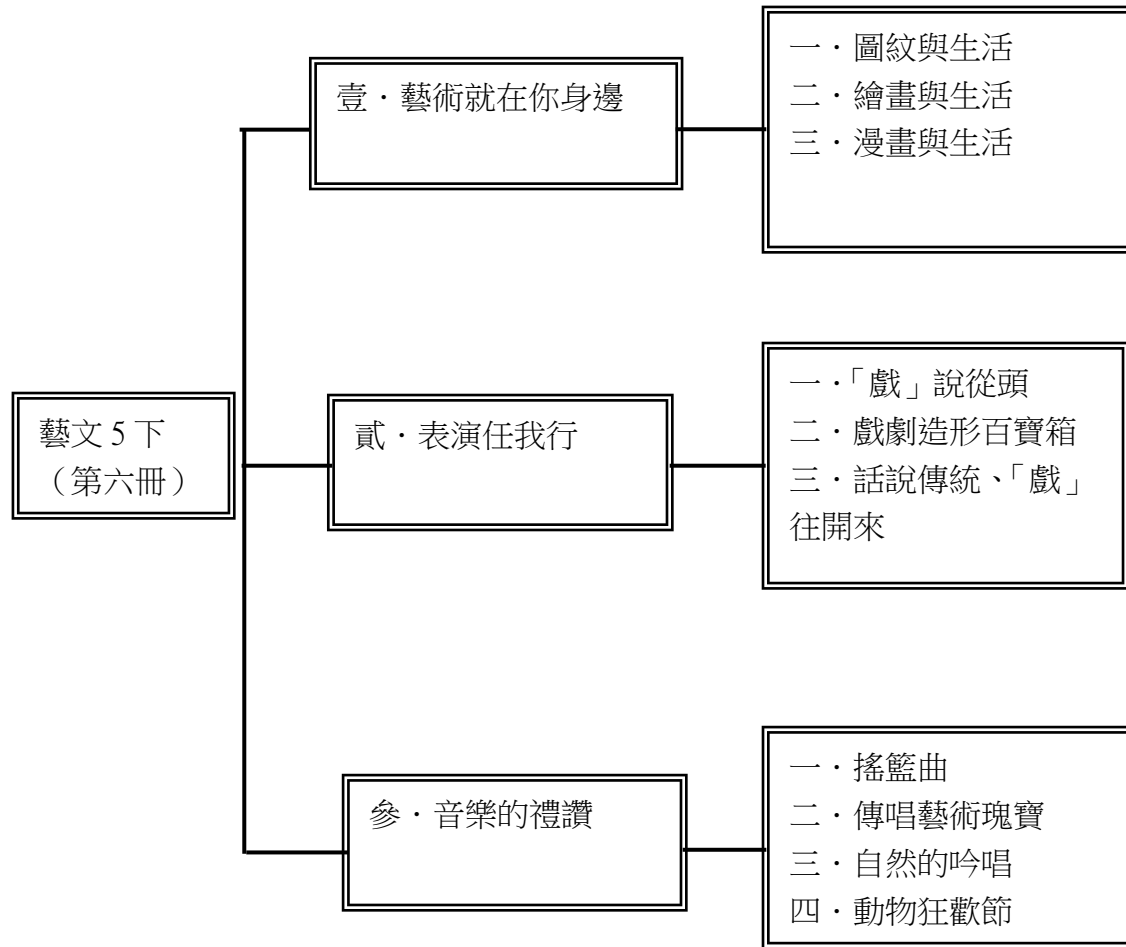 藝文 5 下
（第六冊）
壹．藝術就在你身邊
一．圖紋與生活
二．繪畫與生活
三．漫畫與生活
貳．表演任我行
一．「戲」說從頭
二．戲劇造形百寶箱
三．話說傳統、「戲」
往開來
參．音樂的禮讚
一．搖籃曲
二．傳唱藝術瑰寶
三．自然的吟唱
四．動物狂歡節